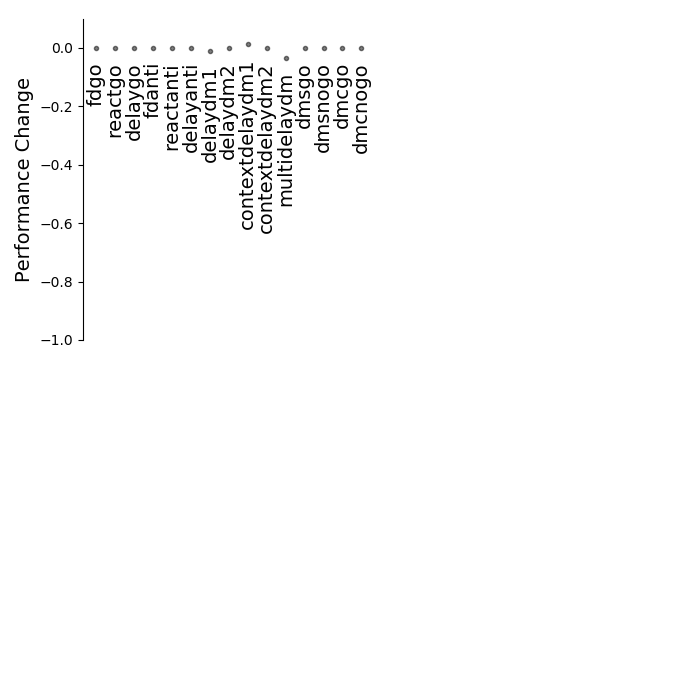 Performance Change
0.0
−0.2
−0.4
−0.6
−0.8
−1.0
fdgo
reactgo
delaygo
fdanti
reactanti
delayanti
delaydm1
delaydm2
contextdelaydm1
contextdelaydm2
multidelaydm
dmsgo
dmsnogo
dmcgo
dmcnogo